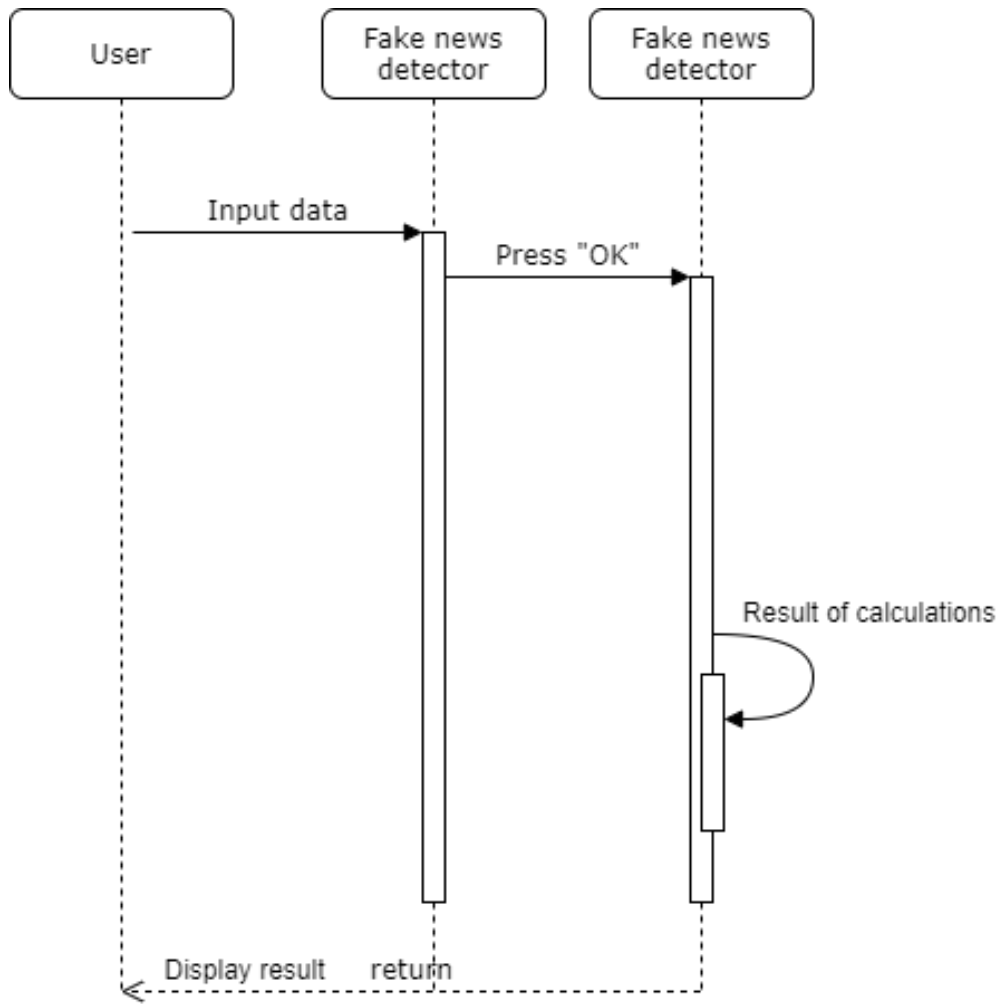 User
Fake news
detector
Fake news
detector
Input data
Press "OK"
Result of calculations
Display result return